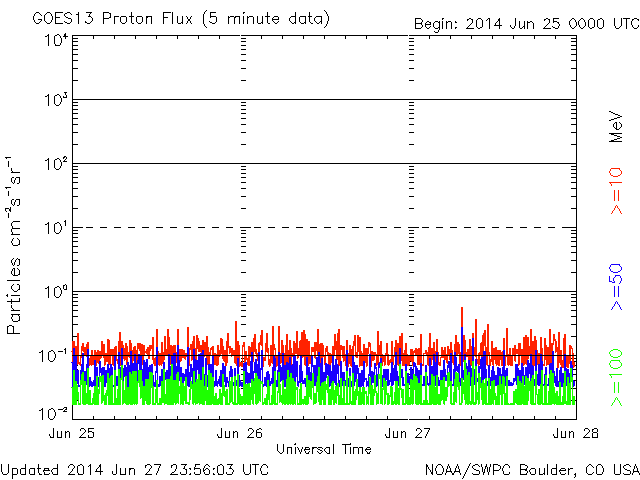 GOES13 Proton Flux (5 minute data)
Begin: 2014 Jun 25 0000 UTC
10⁴
10³
10²
10¹
10⁰
10⁻¹
10⁻²
Particles cm⁻²s⁻¹sr⁻¹
MeV
>=10
>=50
>=100
Jun 25
Jun 26
Jun 27
Jun 28
Universal Time
Updated 2014 Jun 27 23:56:03 UTC
NOAA/SWPC Boulder, CO USA